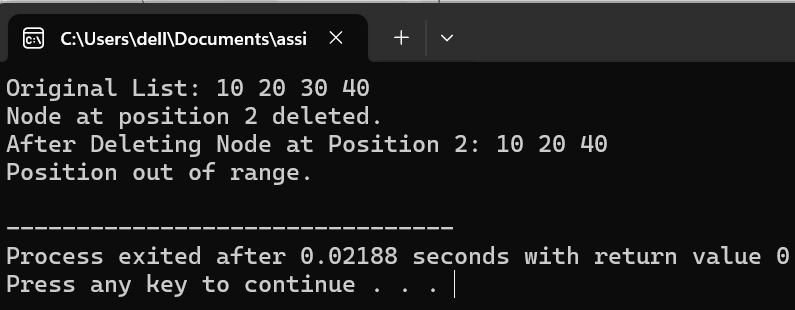 C:\Users\dell\Documents\assi
Original List: 10 20 30 40
Node at position 2 deleted.
After Deleting Node at Position 2: 10 20 40
Position out of range.
--------------------------------
Process exited after 0.02188 seconds with return value 0
Press any key to continue . . .